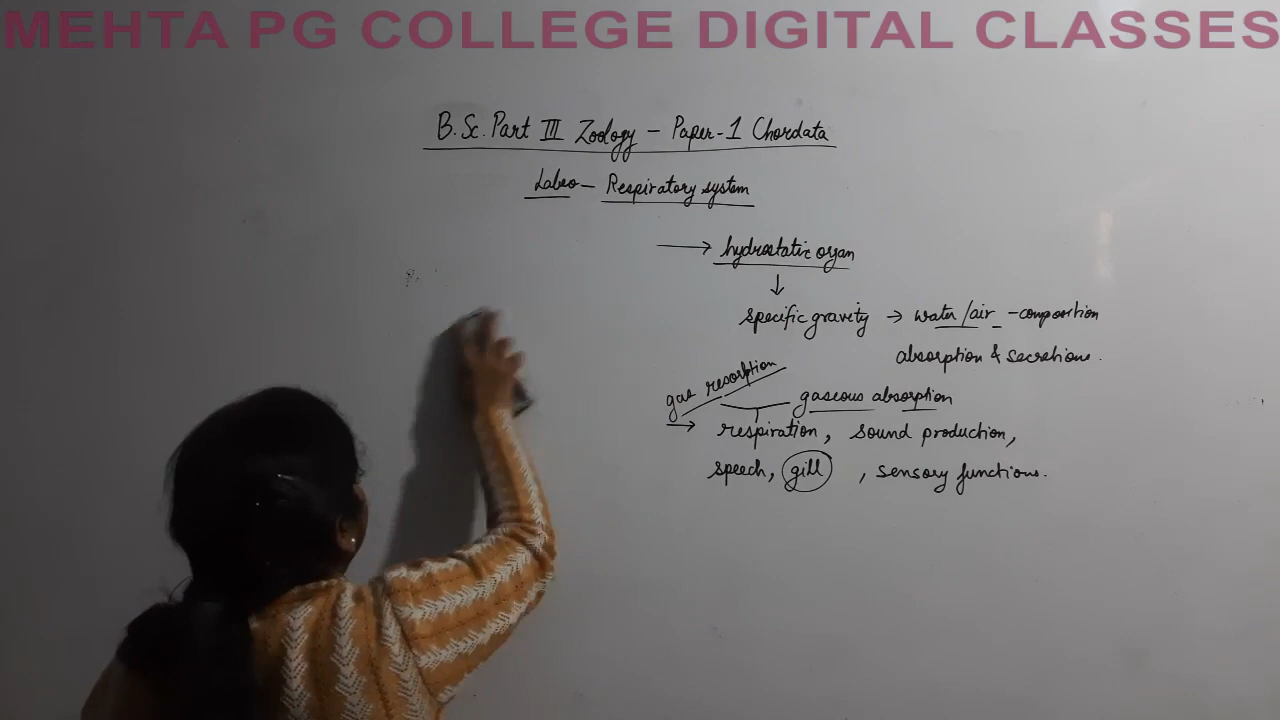 MEHTA PG COLLEGE DIGITAL CLASSES
B.Sc. Part III Zoology - Paper-1 Chordata
Labeo - Respiratory system
→ hydrostatic organ
↓
specific gravity → water/air - composition
absorption & secretions.
gas resorption
gaseous absorption
→ respiration, sound production,
speech, gill , sensory functions.